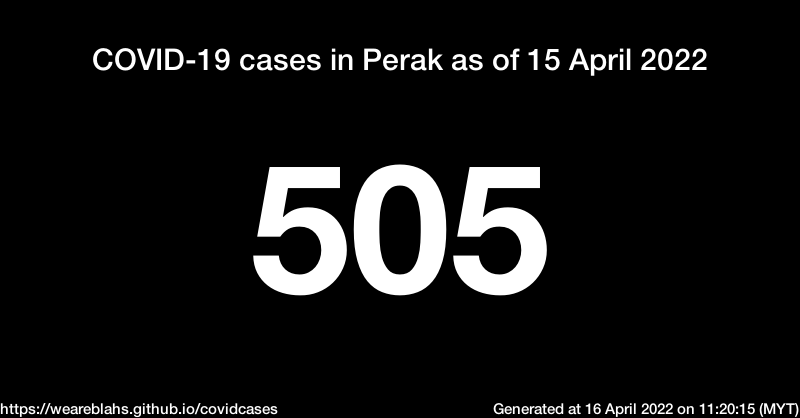 COVID-19 cases in Perak as of 15 April 2022
505
https://weareblahs.github.io/covidcases
Generated at 16 April 2022 on 11:20:15 (MYT)